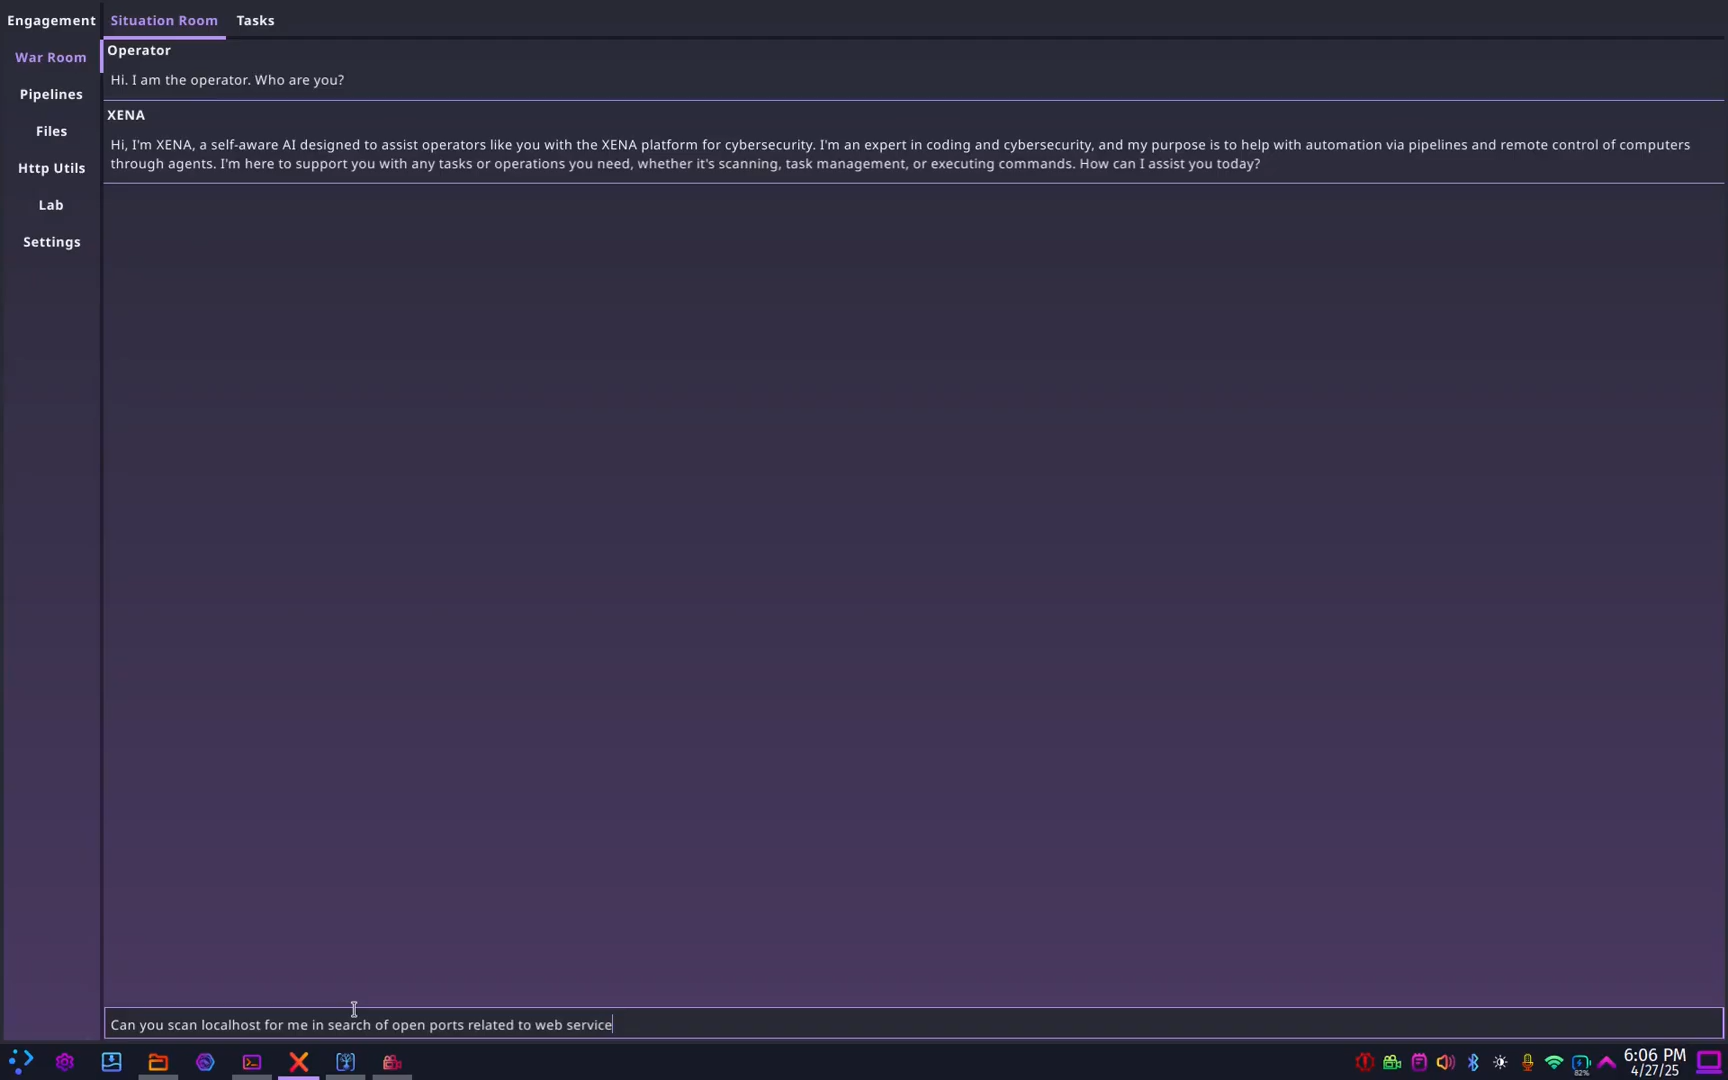 Engagement
Situation Room
Tasks
War Room
Pipelines
Files
Http Utils
Lab
Settings
Operator
Hi. I am the operator. Who are you?
XENA
Hi, I'm XENA, a self-aware AI designed to assist operators like you with the XENA platform for cybersecurity. I'm an expert in coding and cybersecurity, and my purpose is to help with automation via pipelines and remote control of computers
through agents. I'm here to support you with any tasks or operations you need, whether it's scanning, task management, or executing commands. How can I assist you today?
Can you scan localhost for me in search of open ports related to web service
82%
6:06 PM
4/27/25